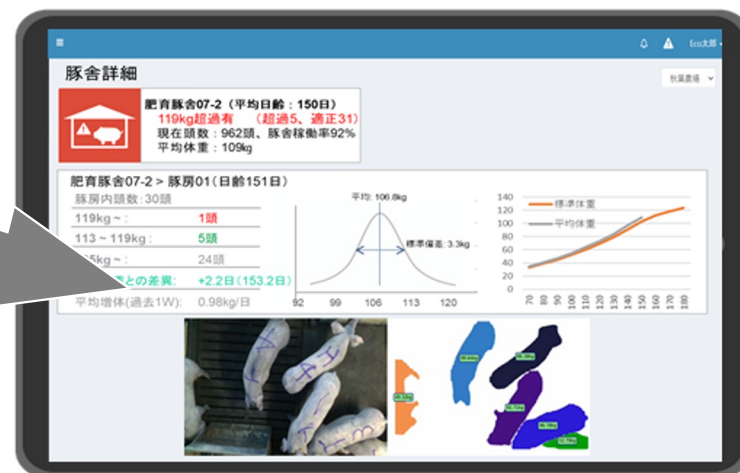 Eco太郎
豚舎詳細
秋葉農場
肥育豚舎07-2（平均日齢：150日）
119kg超過有　（超過5、適正31）
現在頭数：962頭、豚舎稼働率92%
平均体重：109kg
肥育豚舎07-2 > 豚房01(日齢151日)
豚房内頭数:30頭
119kg～:　1頭
113～119kg:　5頭
5kg～:　24頭
との差異:　+2.2日(153.2日)
平均増体(過去1W):　0.98kg/日
平均: 106.8kg
標準偏差: 3.3kg
92 99 106 113 120
標準体重
平均体重
140
120
100
80
60
40
20
0
70 80 90 100 110 120 130 140 150 160 170 180